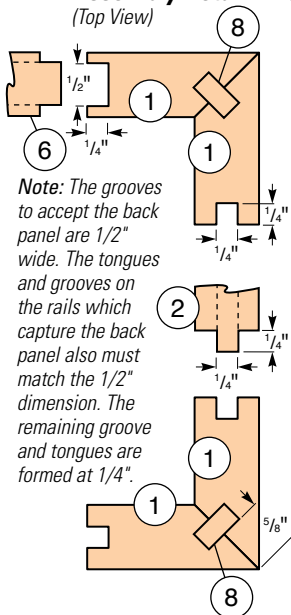 (Top View)
8
1/2"
1
6
1/4"
1
Note: The grooves
to accept the back
panel are 1/2"
wide. The tongues
and grooves on
the rails which
capture the back
panel also must
match the 1/2"
dimension. The
remaining groove
and tongues are
formed at 1/4".
1/4"
1/4"
2
1/4"
1/4"
1
1
5/8"
8